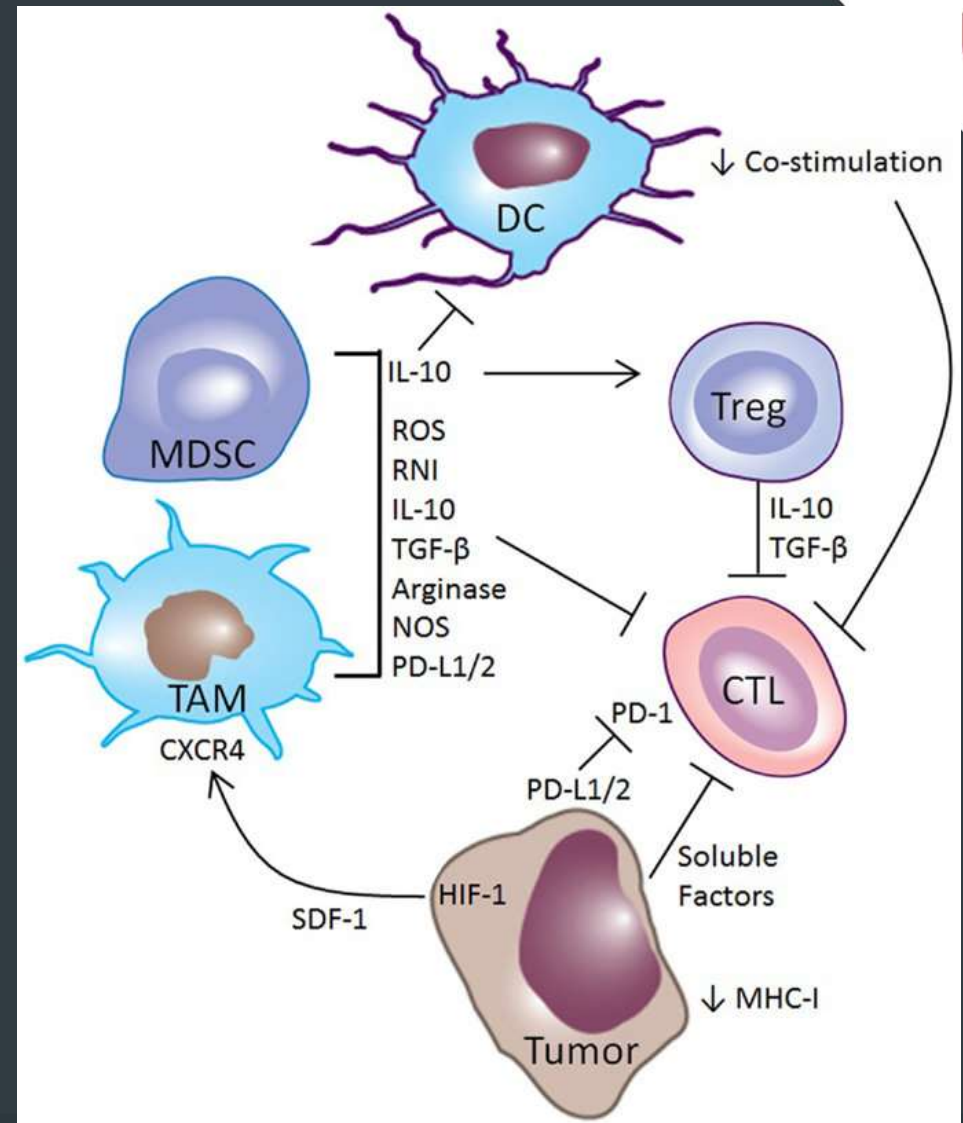 ↓ Co-stimulation
DC
IL-10
MDSC
Treg
ROS
RNI
IL-10
TGF-β
Arginase
NOS
PD-L1/2
IL-10
TGF-β
TAM
CXCR4
CTL
PD-1
PD-L1/2
Soluble
Factors
HIF-1
SDF-1
↓ MHC-I
Tumor